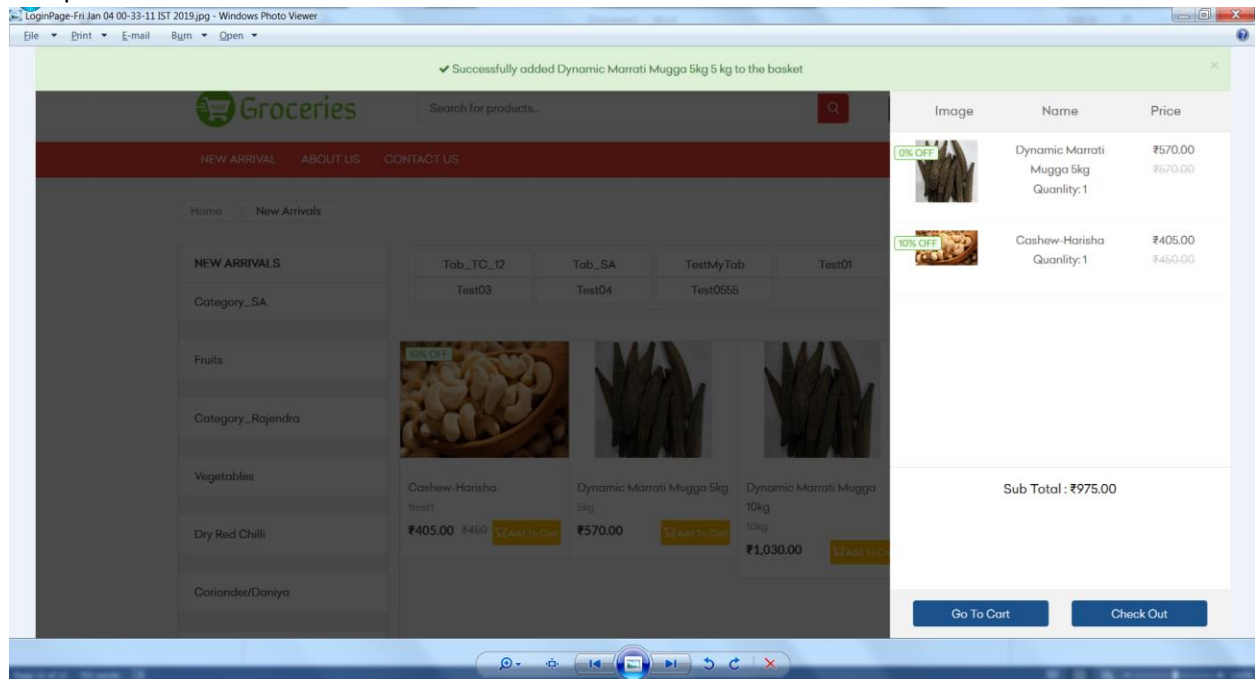 LoginPage-Fri Jan 04 00-33-11 IST 2019.jpg - Windows Photo Viewer
File Print E-mail Burn Open
✔ Successfully added Dynamic Marrati Mugga 5kg 5 kg to the basket ×
Groceries
Search for products...
NEW ARRIVAL ABOUT US CONTACT US
Home New Arrivals
NEW ARRIVALS
Category_SA
Fruits
Category_Rajendra
Vegetables
Dry Red Chilli
Coriander/Daniya
Tab_TC_12 Tab_SA TestMyTab Test01
Test03 Test04 Test0555
10% OFF
Cashew-Harisha
₹405.00 ₹450 Add To Cart
Dynamic Marrati Mugga 5kg
5kg
₹570.00 Add To Cart
Dynamic Marrati Mugga
10kg
10kg
₹1,030.00 Add To C
Image Name Price
0% OFF
Dynamic Marrati ₹570.00
Mugga 5kg ₹570.00
Quanlity: 1
10% OFF
Cashew-Harisha ₹405.00
Quanlity: 1 ₹450.00
Sub Total : ₹975.00
Go To Cart Check Out